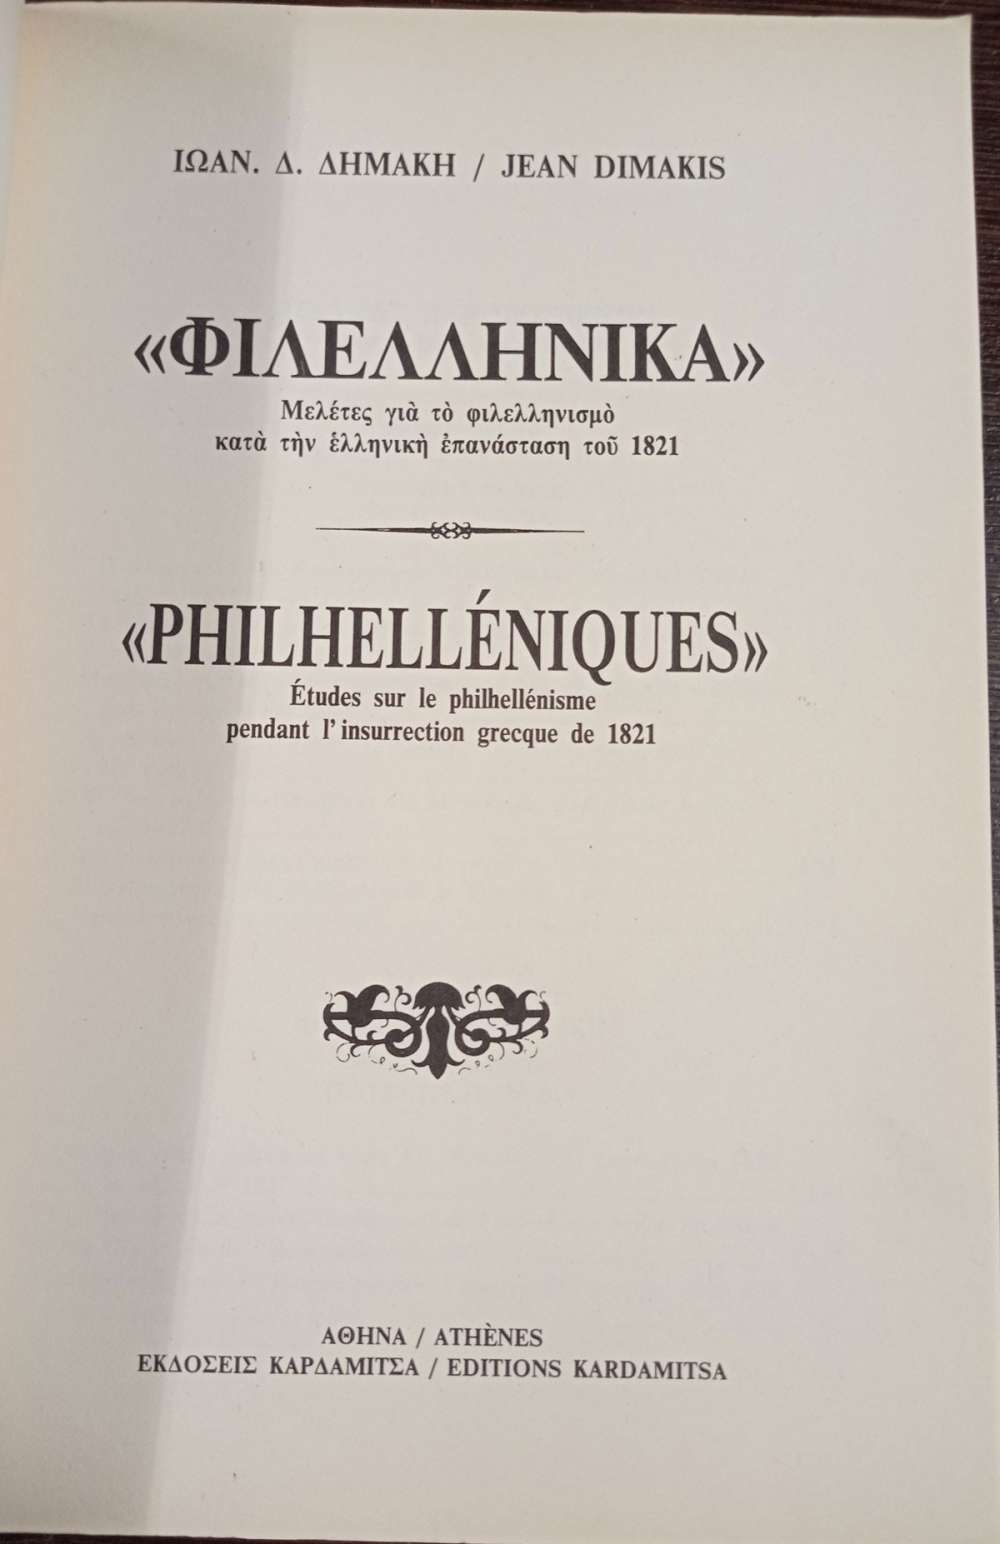 ΙΩΑΝ. Δ. ΔΗΜΑΚΗ / JEAN DIMAKIS
«ΦΙΛΕΛΛΗΝΙΚΑ»
Μελέτες γιὰ τὸ φιλελληνισμὸ
κατὰ τὴν ἑλληνικὴ ἐπανάσταση τοῦ 1821
«PHILHELLÉNIQUES»
Études sur le philhellénisme
pendant l'insurrection grecque de 1821
ΑΘΗΝΑ / ATHÈNES
ΕΚΔΟΣΕΙΣ ΚΑΡΔΑΜΙΤΣΑ / EDITIONS KARDAMITSA